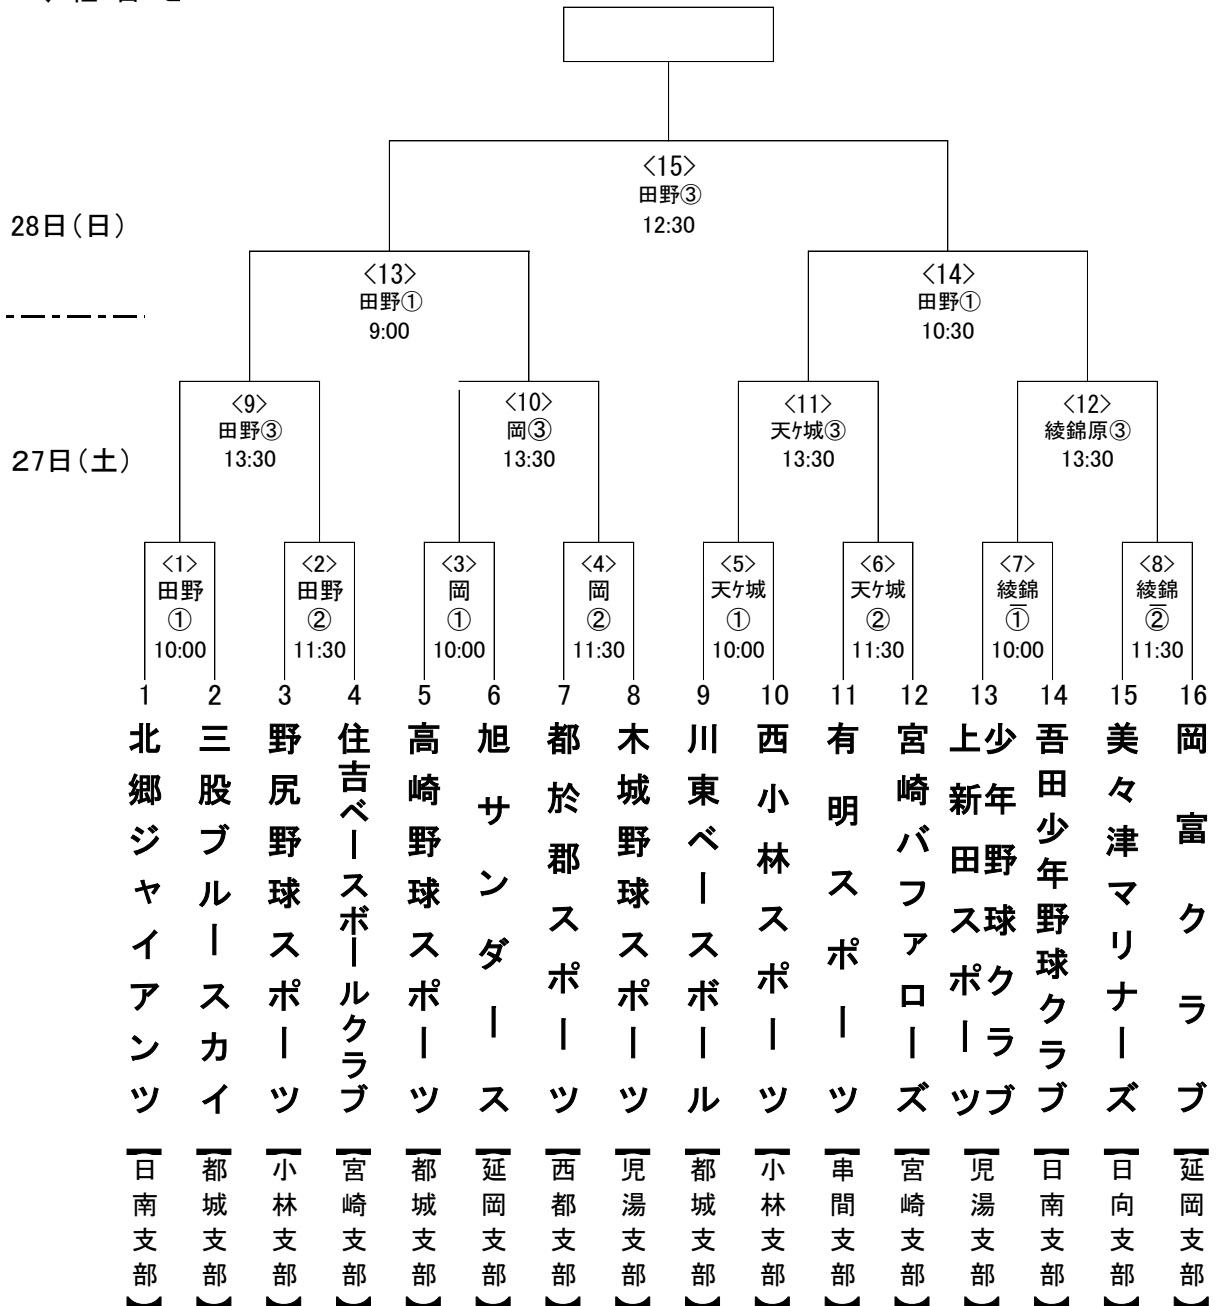 <15>
田野③
12:30
28日(日)
<13>
田野①
9:00
<14>
田野①
10:30
27日(土)
<9>
田野③
13:30
<10>
岡③
13:30
<11>
天ケ城③
13:30
<12>
綾錦原③
13:30
<1>
田野
①
10:00
<2>
田野
②
11:30
<3>
岡
①
10:00
<4>
岡
②
11:30
<5>
天ケ城
①
10:00
<6>
天ケ城
②
11:30
<7>
綾錦
①
10:00
<8>
綾錦
②
11:30
1
北郷ジャイアンツ
日南支部
2
三股ブルースカイ
都城支部
3
野尻野球スポーツ
小林支部
4
住吉ベースボールクラブ
宮崎支部
5
高崎野球スポーツ
都城支部
6
旭サンダース
延岡支部
7
都於郡スポーツ
西都支部
8
木城野球スポーツ
児湯支部
9
川東ベースボール
都城支部
10
西小林スポーツ
小林支部
11
有明スポーツ
串間支部
12
宮崎バファローズ
宮崎支部
13
上新田スポーツ
少年野球クラブ
児湯支部
14
吾田少年野球クラブ
日南支部
15
美々津マリナーズ
日向支部
16
岡富クラブ
延岡支部